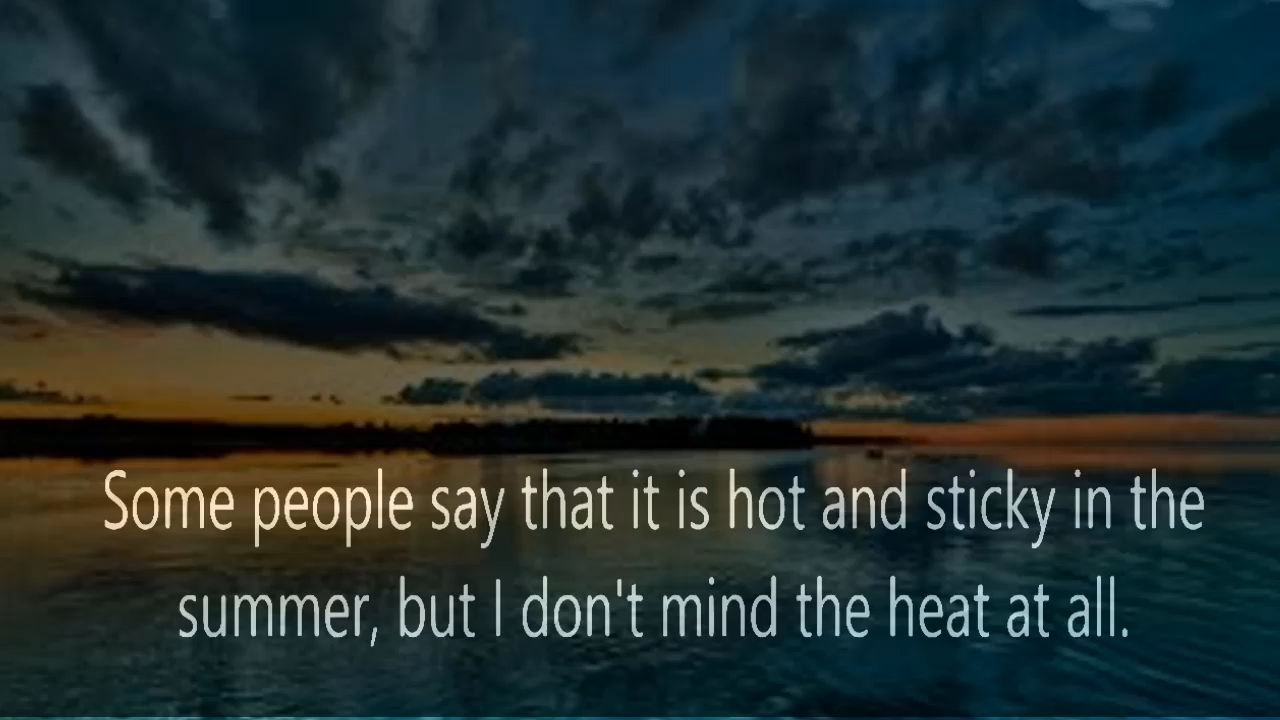 Some people say that it is hot and sticky in the
summer, but I don't mind the heat at all.